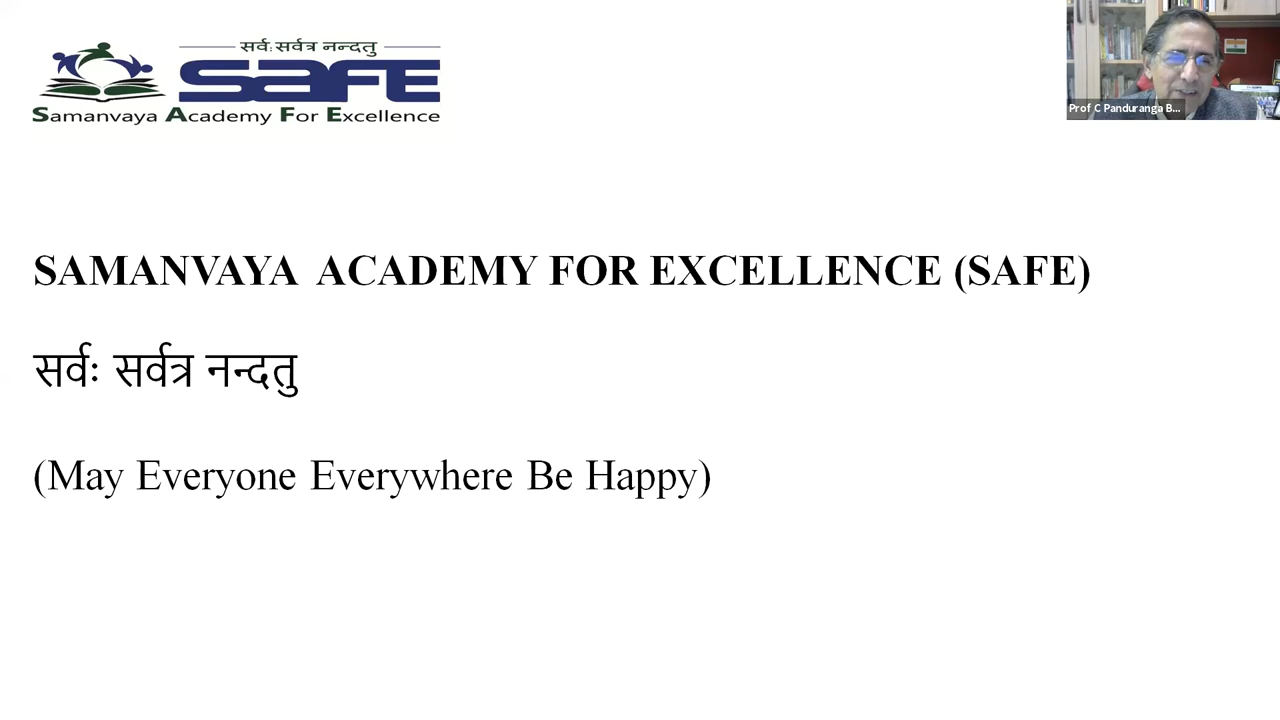 सर्वः सर्वत्र नन्दतु
SAFE
Samanvaya Academy For Excellence
Prof C Panduranga B...
SAMANVAYA ACADEMY FOR EXCELLENCE (SAFE)
सर्वः सर्वत्र नन्दतु
(May Everyone Everywhere Be Happy)